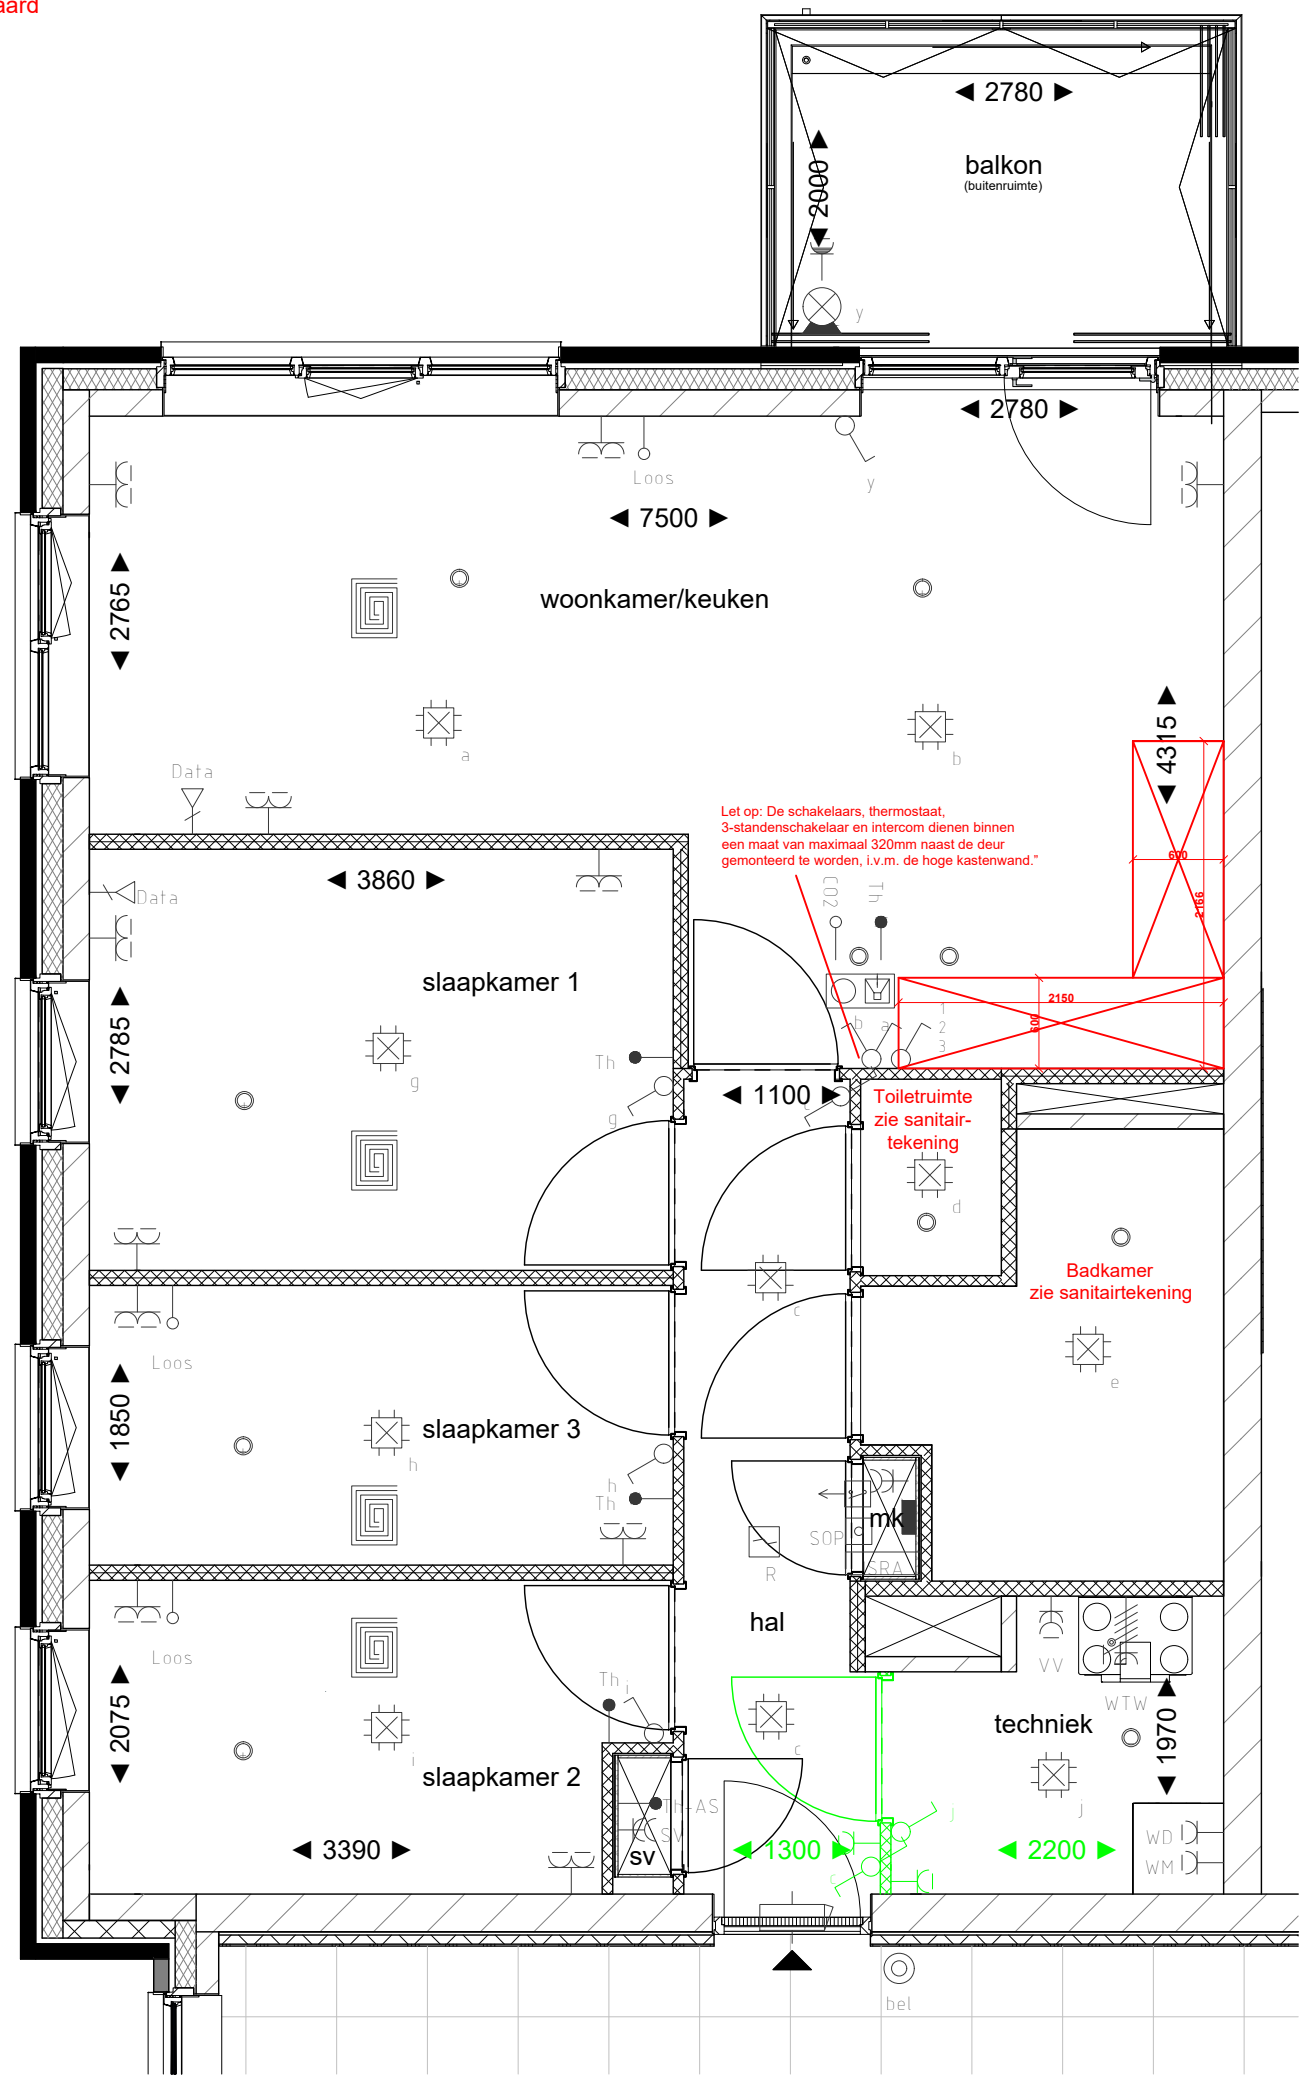 aard
◄ 2780 ►
◄ 2000 ►
balkon
(buitenruimte)
y
◄ 2780 ►
Loos
y
◄ 7500 ►
woonkamer/keuken
◄ 2765 ►
a
b
◄ 4315 ►
Data
Let op: De schakelaars, thermostaat,
3-standenschakelaar en intercom dienen binnen
een maat van maximaal 320mm naast de deur
gemonteerd te worden, i.v.m. de hoge kastenwand."
600
2166
◄ 3860 ►
Data
CO2
Th
slaapkamer 1
2150
600
b
a
1
2
3
◄ 2785 ►
g
Th
g
◄ 1100 ►
c
Toiletruimte
zie sanitair-
tekening
d
Badkamer
zie sanitairtekening
c
e
Loos
◄ 1850 ►
slaapkamer 3
h
h
Th
mk
SOP
SRA
R
hal
Loos
VV
WTW
Th
i
◄ 2075 ►
i
slaapkamer 2
techniek
◄ 1970 ►
c
j
Th-AS
SV
sv
j
◄ 3390 ►
◄ 1300 ►
◄ 2200 ►
c
WD
WM
bel